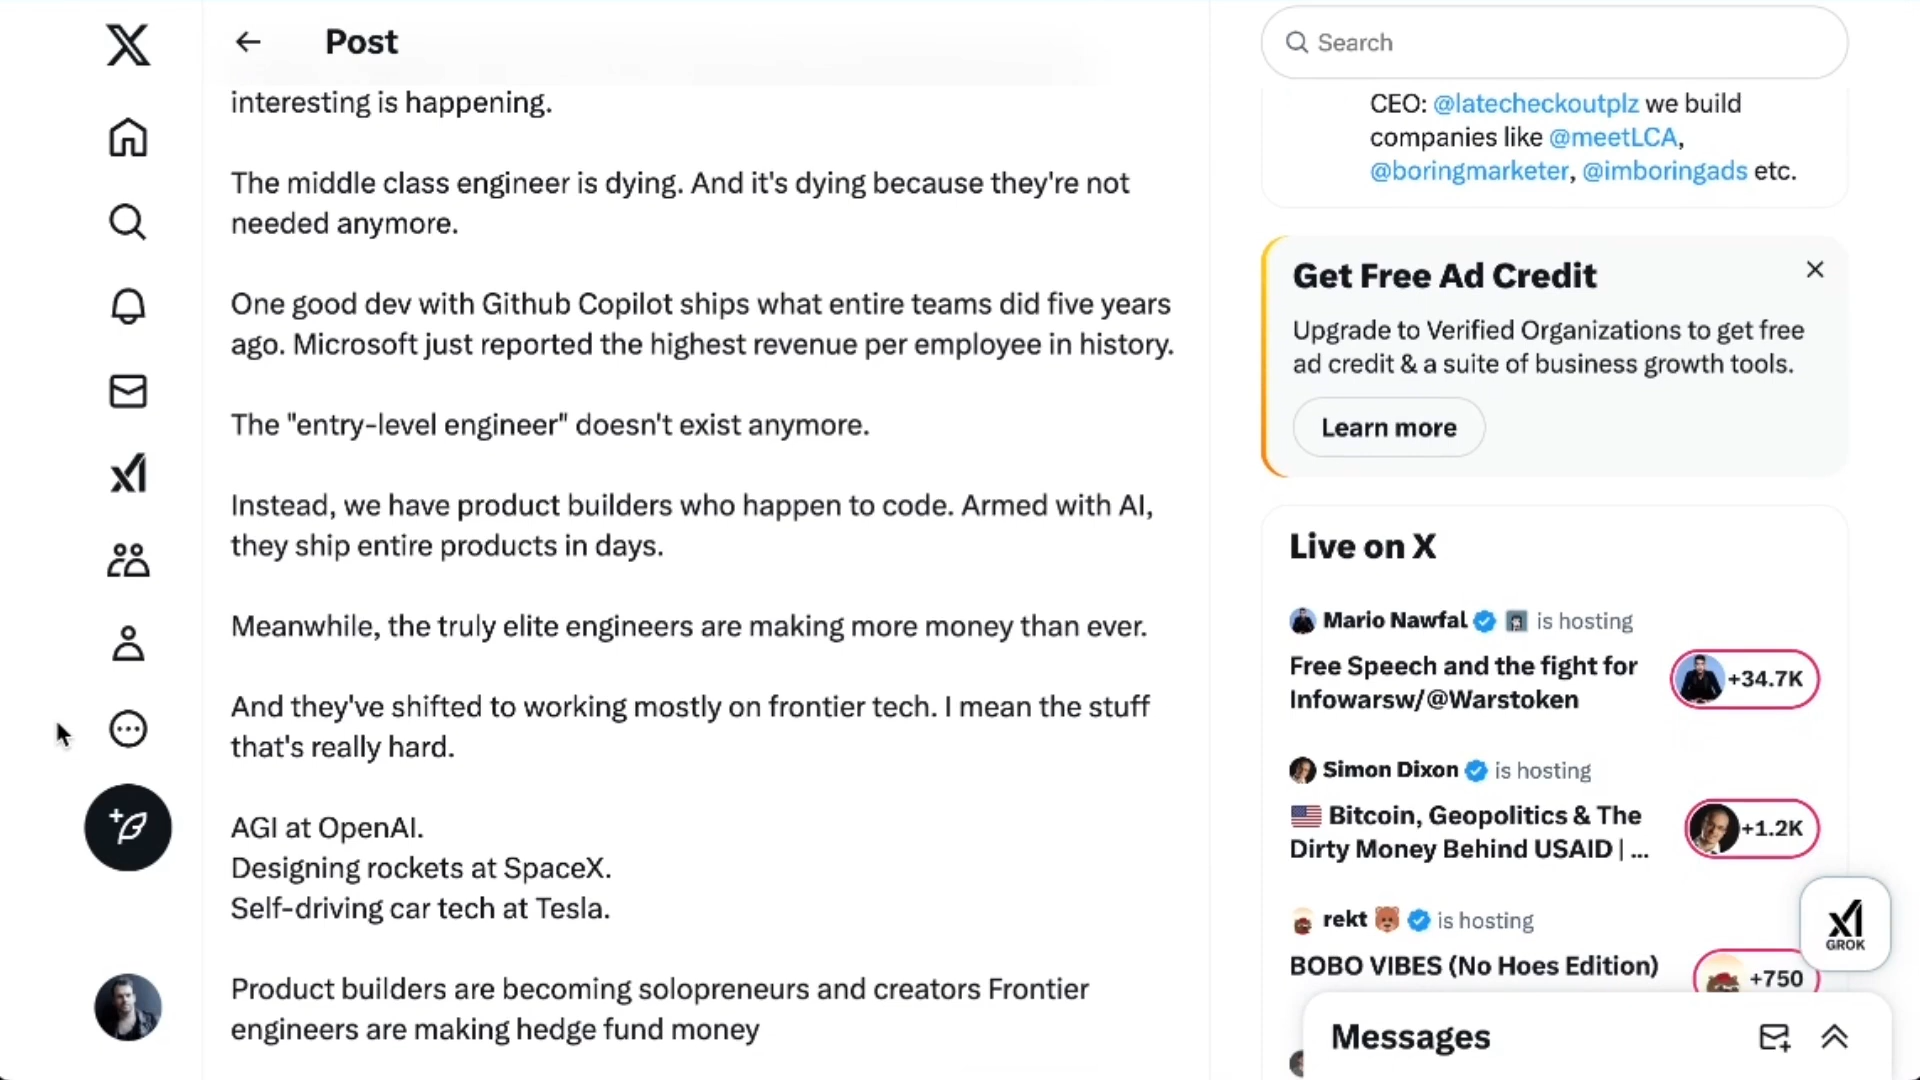 Post
interesting is happening.
The middle class engineer is dying. And it's dying because they're not
needed anymore.
One good dev with Github Copilot ships what entire teams did five years
ago. Microsoft just reported the highest revenue per employee in history.
The "entry-level engineer" doesn't exist anymore.
Instead, we have product builders who happen to code. Armed with AI,
they ship entire products in days.
Meanwhile, the truly elite engineers are making more money than ever.
And they've shifted to working mostly on frontier tech. I mean the stuff
that's really hard.
AGI at OpenAI.
Designing rockets at SpaceX.
Self-driving car tech at Tesla.
Product builders are becoming solopreneurs and creators Frontier
engineers are making hedge fund money
Search
CEO: @latecheckoutplz we build
companies like @meetLCA,
@boringmarketer, @imboringads etc.
Get Free Ad Credit
Upgrade to Verified Organizations to get free
ad credit & a suite of business growth tools.
Learn more
Live on X
Mario Nawfal is hosting
Free Speech and the fight for
Infowarsw/@Warstoken
+34.7K
Simon Dixon is hosting
🇺🇸 Bitcoin, Geopolitics & The
Dirty Money Behind USAID | ...
+1.2K
rekt 🐻 is hosting
BOBO VIBES (No Hoes Edition)
+750
GROK
Messages